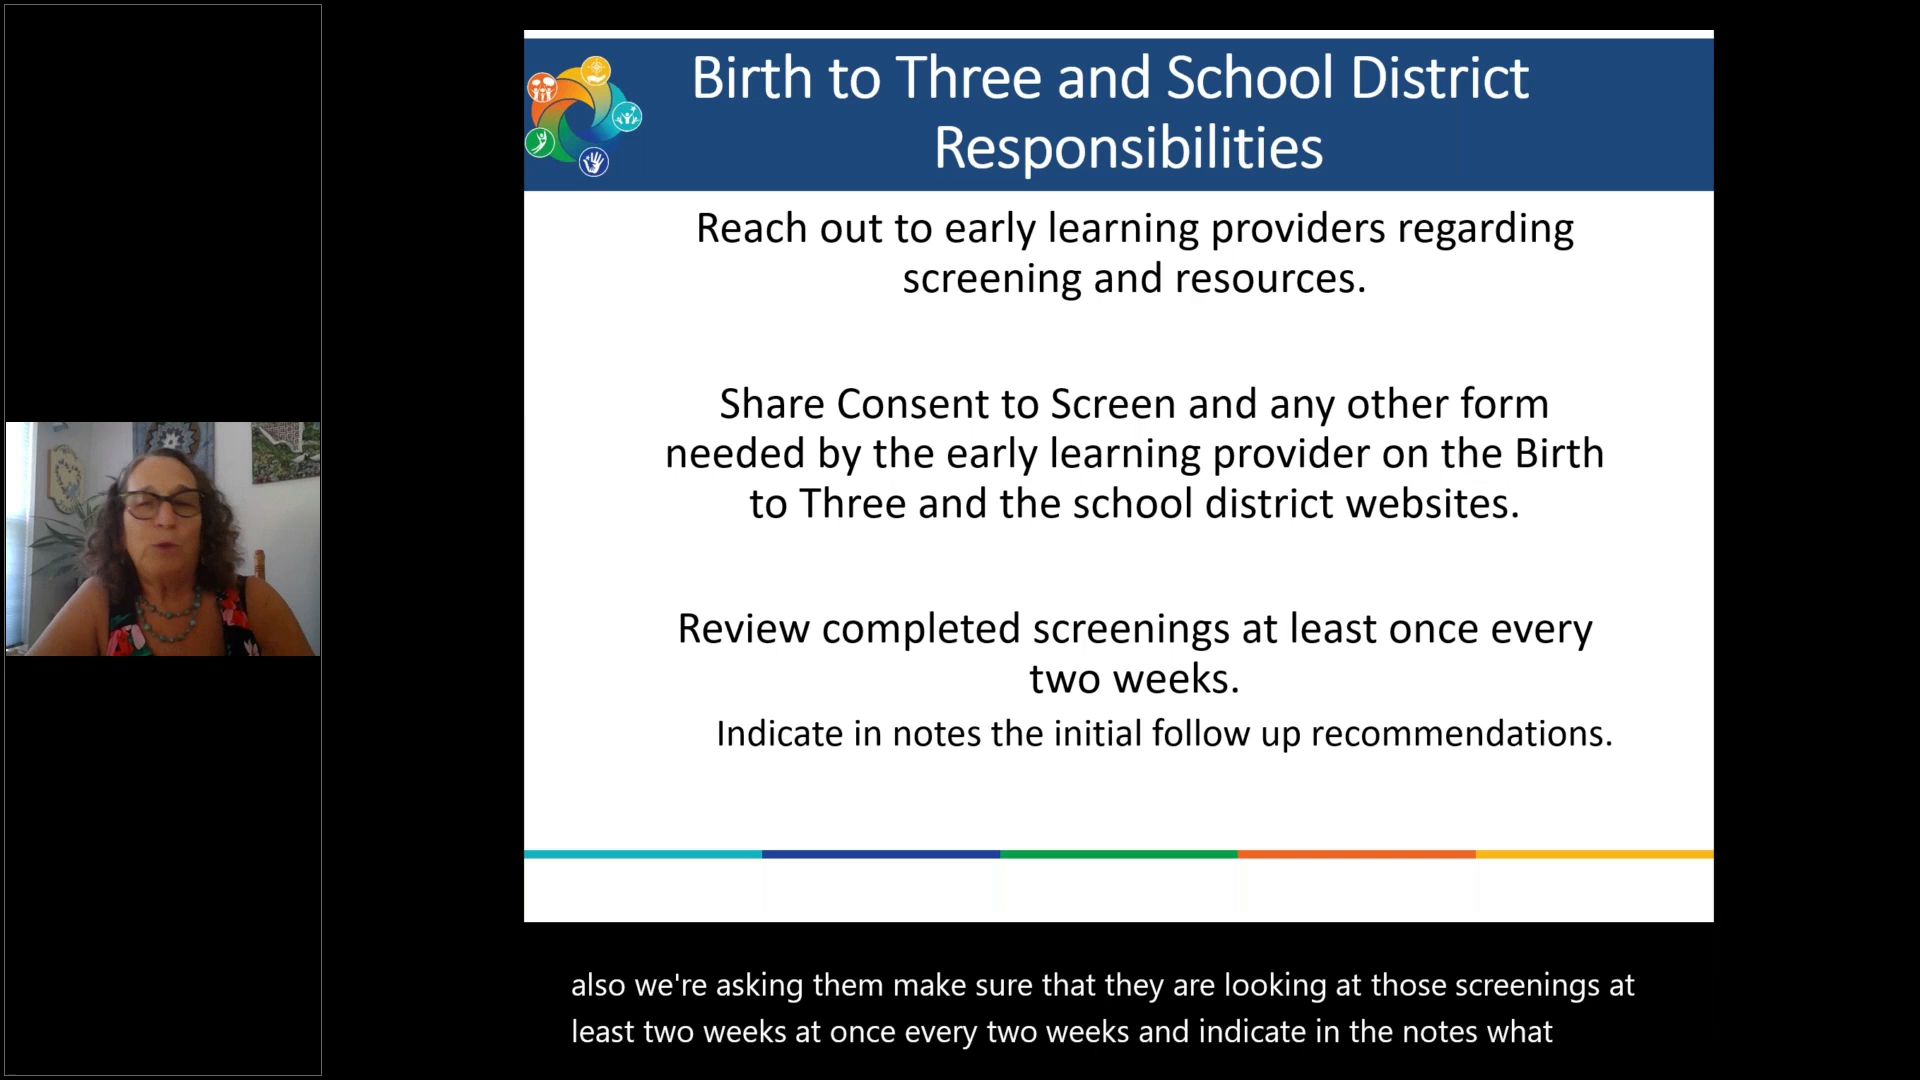 Birth to Three and School District
Responsibilities
Reach out to early learning providers regarding
screening and resources.
Share Consent to Screen and any other form
needed by the early learning provider on the Birth
to Three and the school district websites.
Review completed screenings at least once every
two weeks.
Indicate in notes the initial follow up recommendations.
also we're asking them make sure that they are looking at those screenings at
least two weeks at once every two weeks and indicate in the notes what